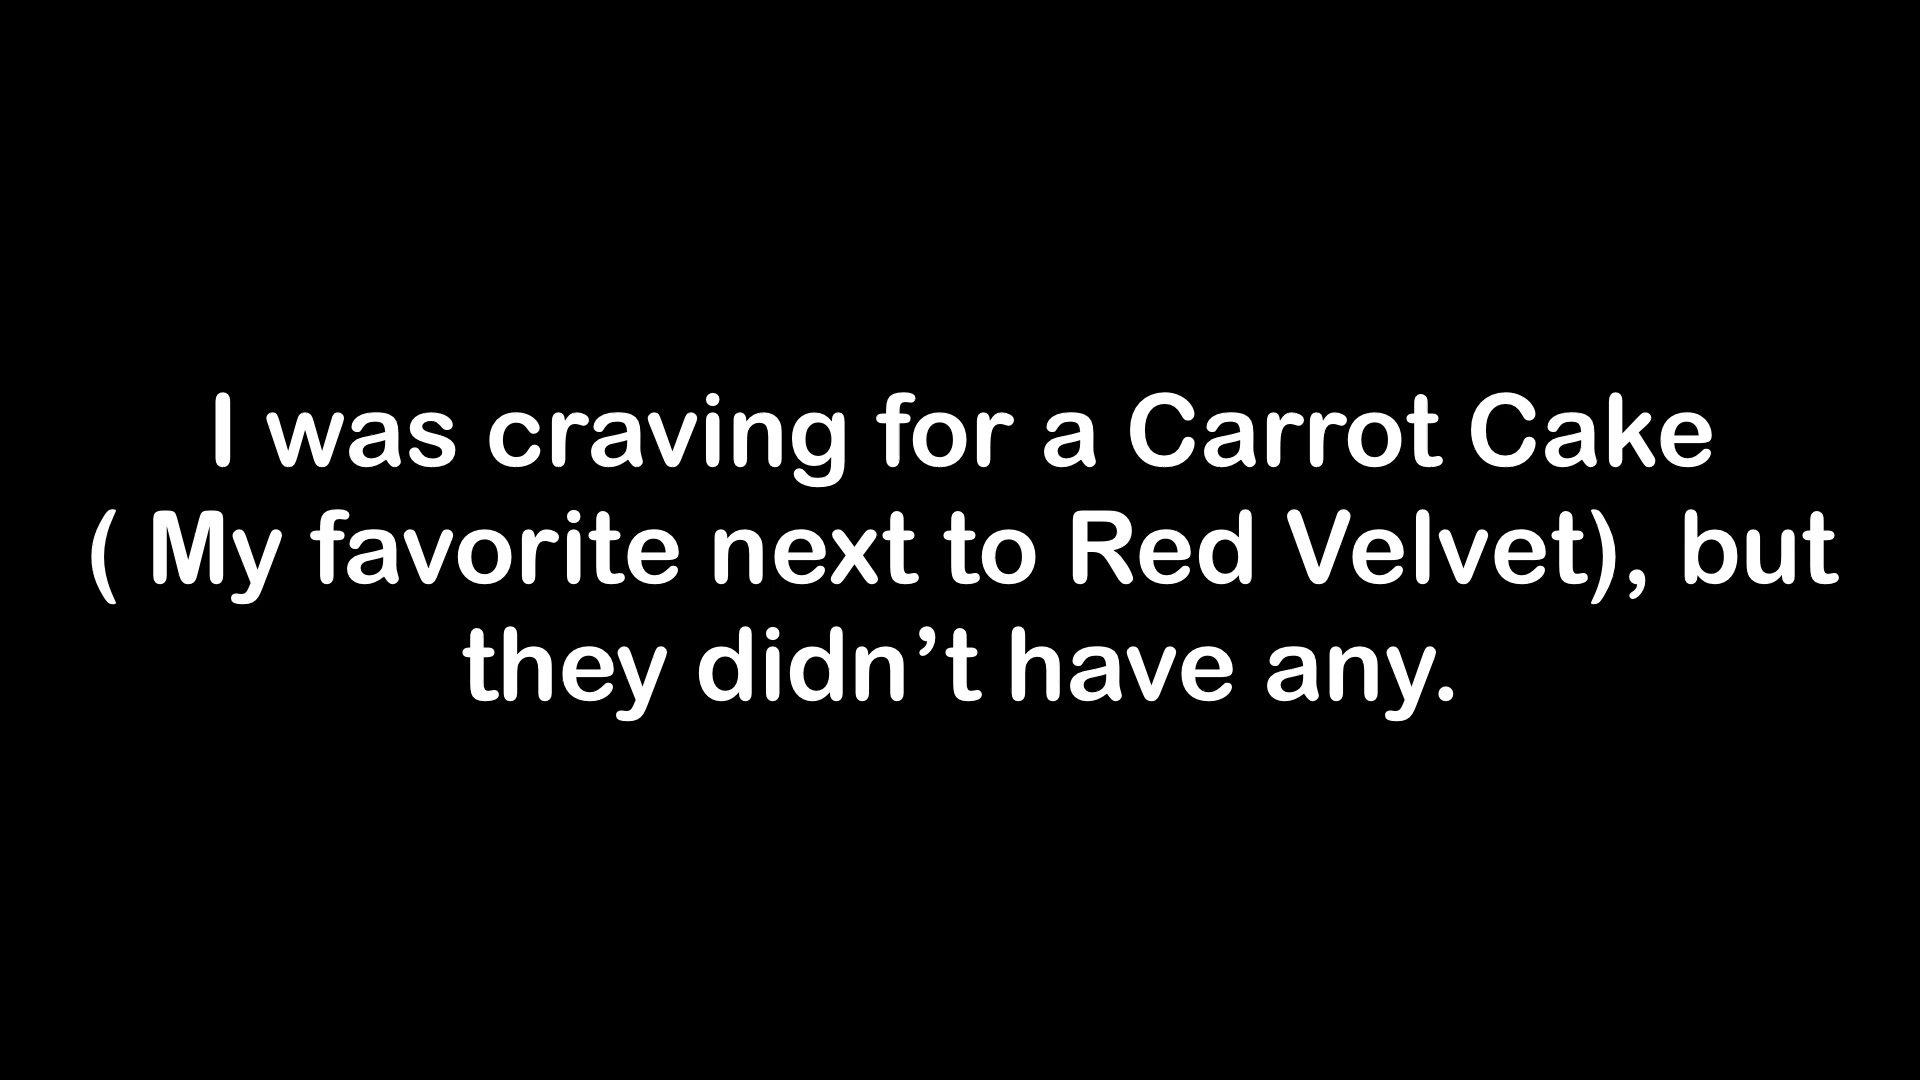 I was craving for a Carrot Cake
( My favorite next to Red Velvet), but
they didn’t have any.